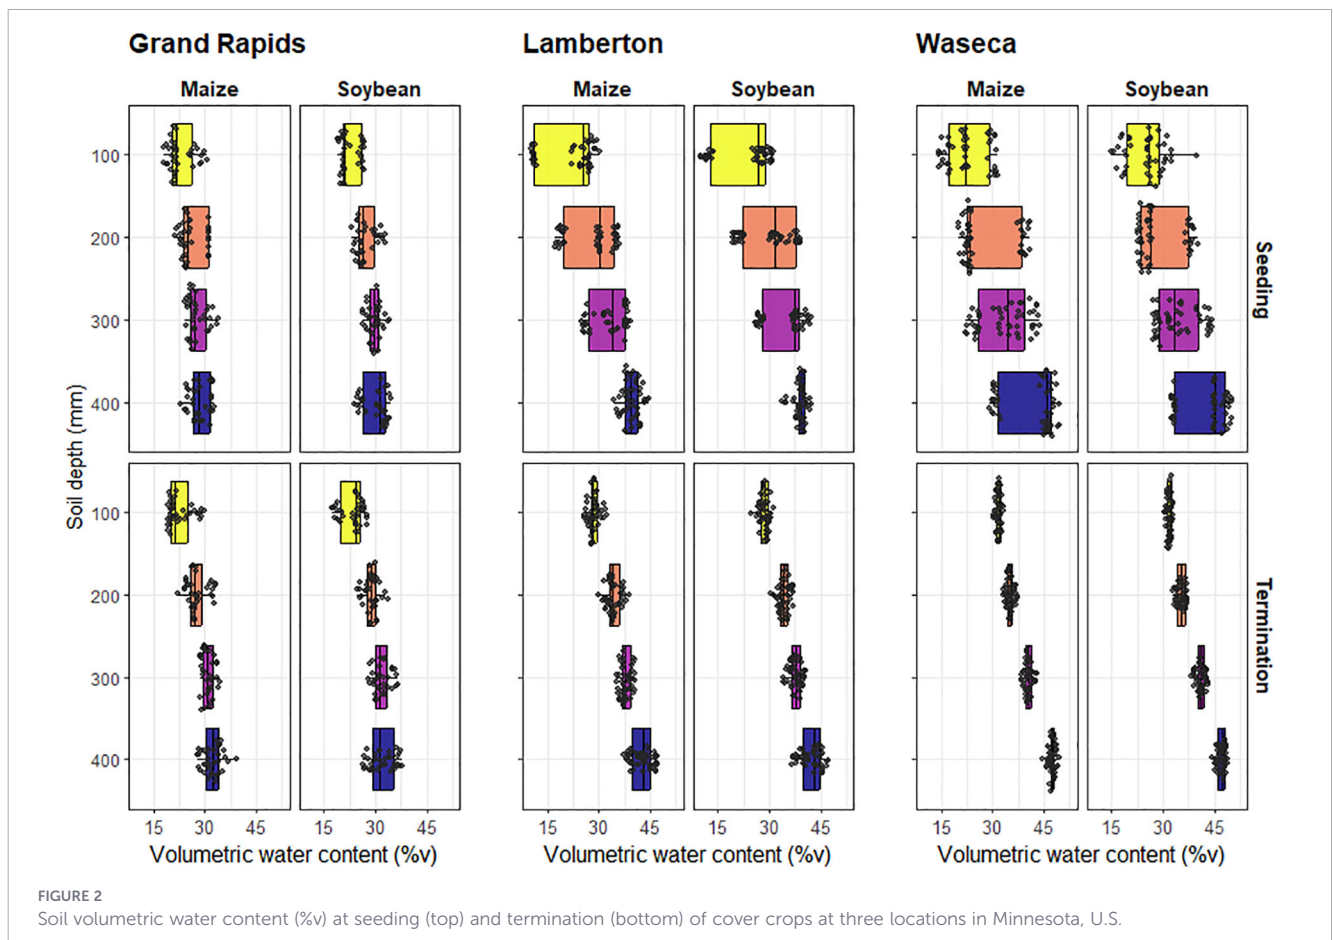 Grand Rapids
Lamberton
Waseca
Maize
Soybean
Maize
Soybean
Maize
Soybean
100
200
300
400
Seeding
Soil depth (mm)
100
200
300
400
Termination
15 30 45
15 30 45
15 30 45
15 30 45
15 30 45
15 30 45
Volumetric water content (%v)
Volumetric water content (%v)
Volumetric water content (%v)
FIGURE 2
Soil volumetric water content (%v) at seeding (top) and termination (bottom) of cover crops at three locations in Minnesota, U.S.